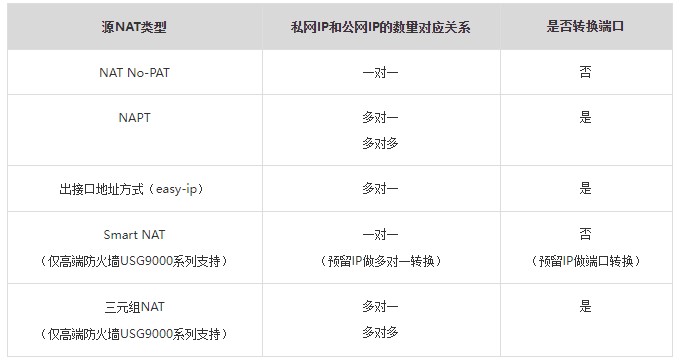 源NAT类型 私网IP和公网IP的数量对应关系 是否转换端口
NAT No-PAT 一对一 否
NAPT 多对一 是
多对多
出接口地址方式（easy-ip） 多对一 是
Smart NAT 一对一 否
（仅高端防火墙USG9000系列支持） （预留IP做多对一转换） （预留IP做端口转换）
三元组NAT 多对一 是
（仅高端防火墙USG9000系列支持） 多对多